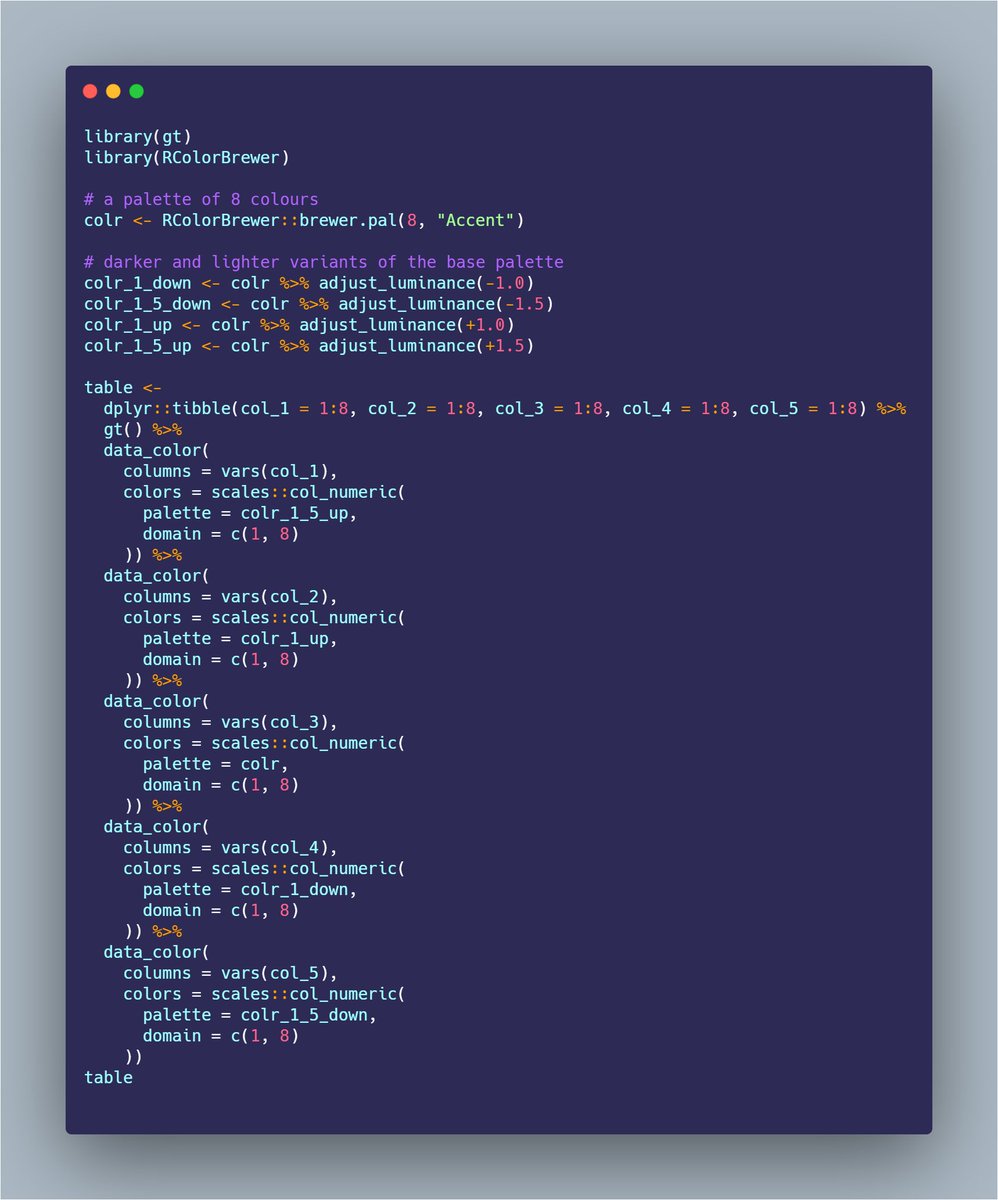 library(gt)
library(RColorBrewer)

# a palette of 8 colours
colr <- RColorBrewer::brewer.pal(8, "Accent")

# darker and lighter variants of the base palette
colr_1_down <- colr %>% adjust_luminance(-1.0)
colr_1_5_down <- colr %>% adjust_luminance(-1.5)
colr_1_up <- colr %>% adjust_luminance(+1.0)
colr_1_5_up <- colr %>% adjust_luminance(+1.5)

table <-
  dplyr::tibble(col_1 = 1:8, col_2 = 1:8, col_3 = 1:8, col_4 = 1:8, col_5 = 1:8) %>%
  gt() %>%
  data_color(
    columns = vars(col_1),
    colors = scales::col_numeric(
      palette = colr_1_5_up,
      domain = c(1, 8)
    )) %>%
  data_color(
    columns = vars(col_2),
    colors = scales::col_numeric(
      palette = colr_1_up,
      domain = c(1, 8)
    )) %>%
  data_color(
    columns = vars(col_3),
    colors = scales::col_numeric(
      palette = colr,
      domain = c(1, 8)
    )) %>%
  data_color(
    columns = vars(col_4),
    colors = scales::col_numeric(
      palette = colr_1_down,
      domain = c(1, 8)
    )) %>%
  data_color(
    columns = vars(col_5),
    colors = scales::col_numeric(
      palette = colr_1_5_down,
      domain = c(1, 8)
    ))
table